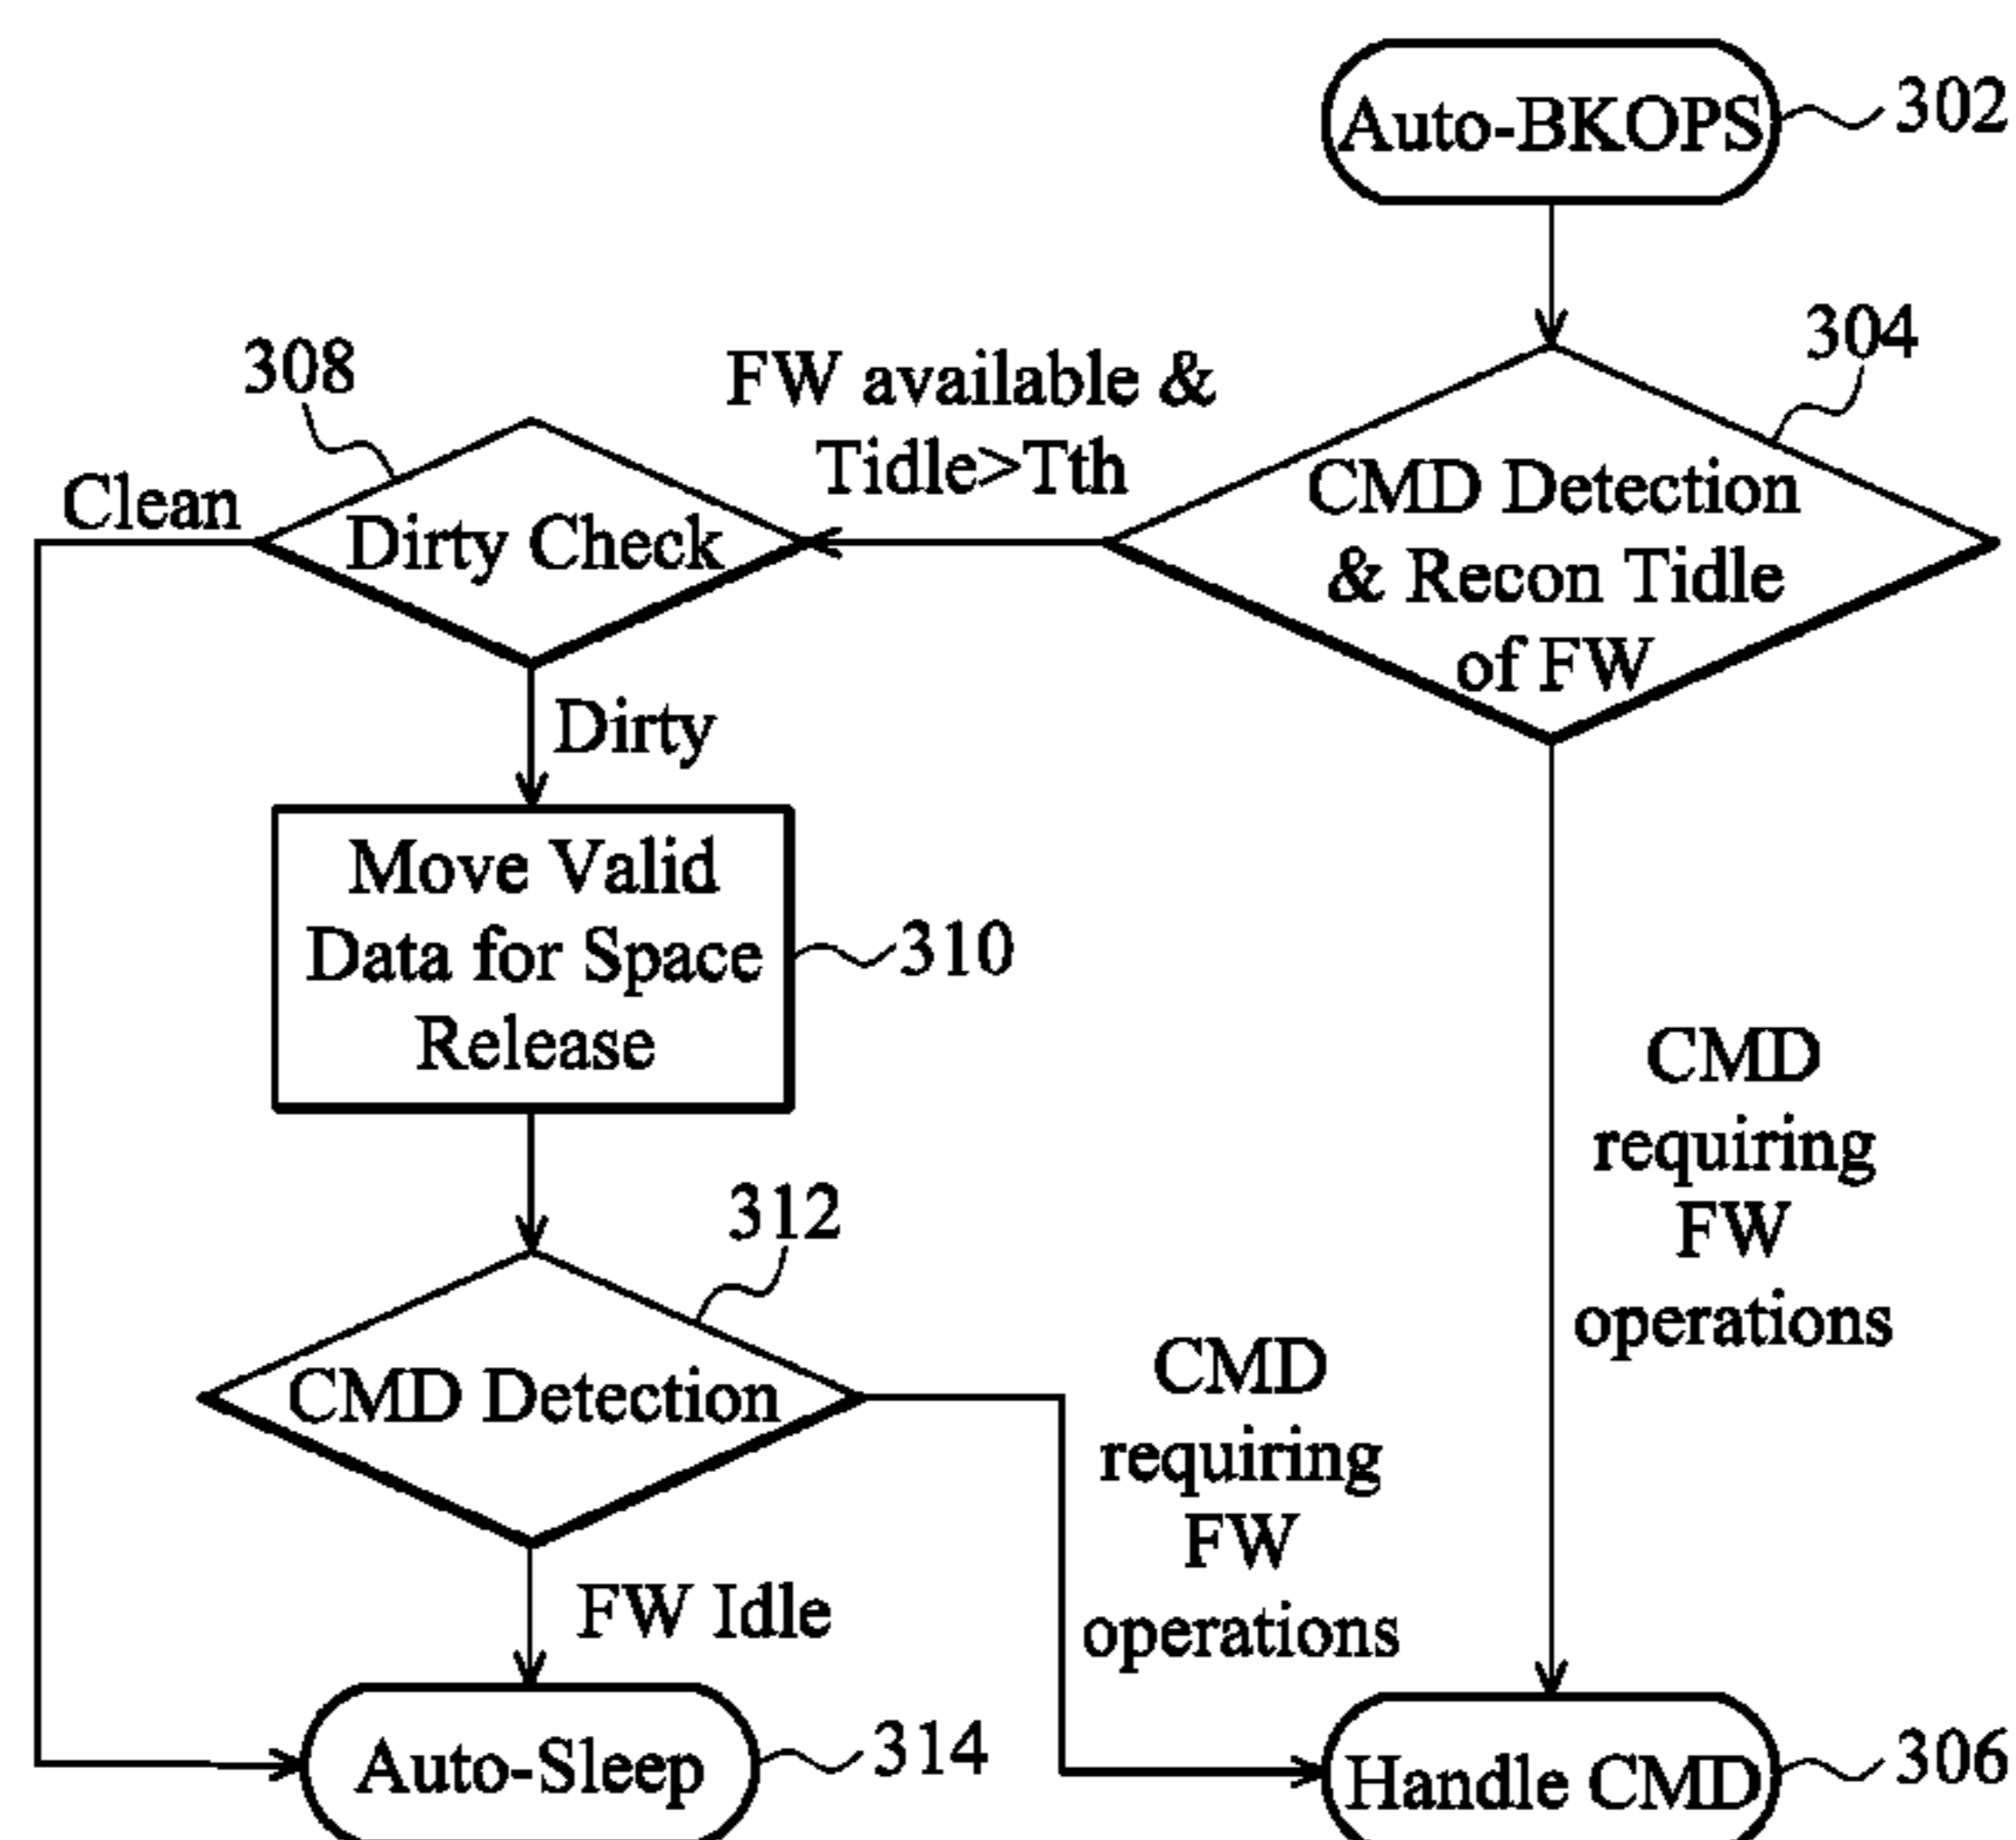 Auto-BKOPS
302
304
CMD Detection
& Recon Tidle
of FW
FW available &
Tidle>Tth
308
Dirty Check
Clean
Dirty
Move Valid
Data for Space
Release
310
312
CMD Detection
CMD
requiring
FW
operations
CMD
requiring
FW
operations
FW Idle
Auto-Sleep
314
Handle CMD
306